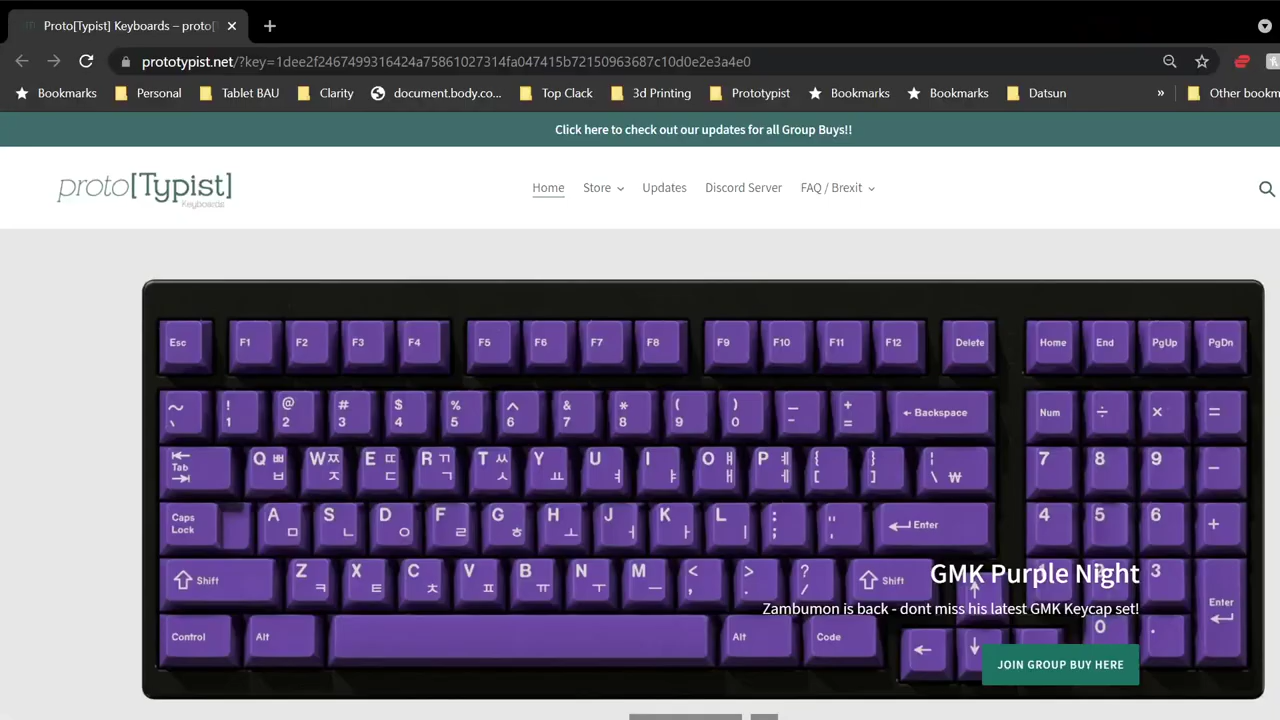 Proto[Typist] Keyboards – proto[
prototypist.net/?key=1dee2f2467499316424a75861027314fa047415b72150963687c10d0e2e3a4e0
Bookmarks Personal Tablet BAU Clarity document.body.co... Top Clack 3d Printing Prototypist Bookmarks Bookmarks Datsun » Other bookm
Click here to check out our updates for all Group Buys!!
proto[Typist]
Keyboards
Home Store Updates Discord Server FAQ / Brexit
Esc F1 F2 F3 F4 F5 F6 F7 F8 F9 F10 F11 F12 Delete Home End PgUp PgDn
~ ! @ # $ % ^ & * ( ) _ + ← Backspace Num ÷ × =
` 1 2 3 4 5 6 7 8 9 0 - =
Tab Q ㅃ W ㅉ E ㄸ R ㄲ T ㅆ Y U I O ㅒ P ㅖ { } ¦ 7 8 9 −
ㅂ ㅈ ㄷ ㄱ ㅅ ㅛ ㅕ ㅑ ㅐ ㅔ [ ] \ ₩
Caps Lock A S D F G H J K L : " ↵ Enter 4 5 6 +
ㅁ ㄴ ㅇ ㄹ ㅎ ㅗ ㅓ ㅏ ㅣ ; '
Shift Z X C V B N M < > ? Shift ↑ 3 Enter
ㅋ ㅌ ㅊ ㅍ ㅠ ㅜ ㅡ , . /
GMK Purple Night
Zambumon is back - dont miss his latest GMK Keycap set!
Control Alt Alt Code ← ↓ 0 .
JOIN GROUP BUY HERE